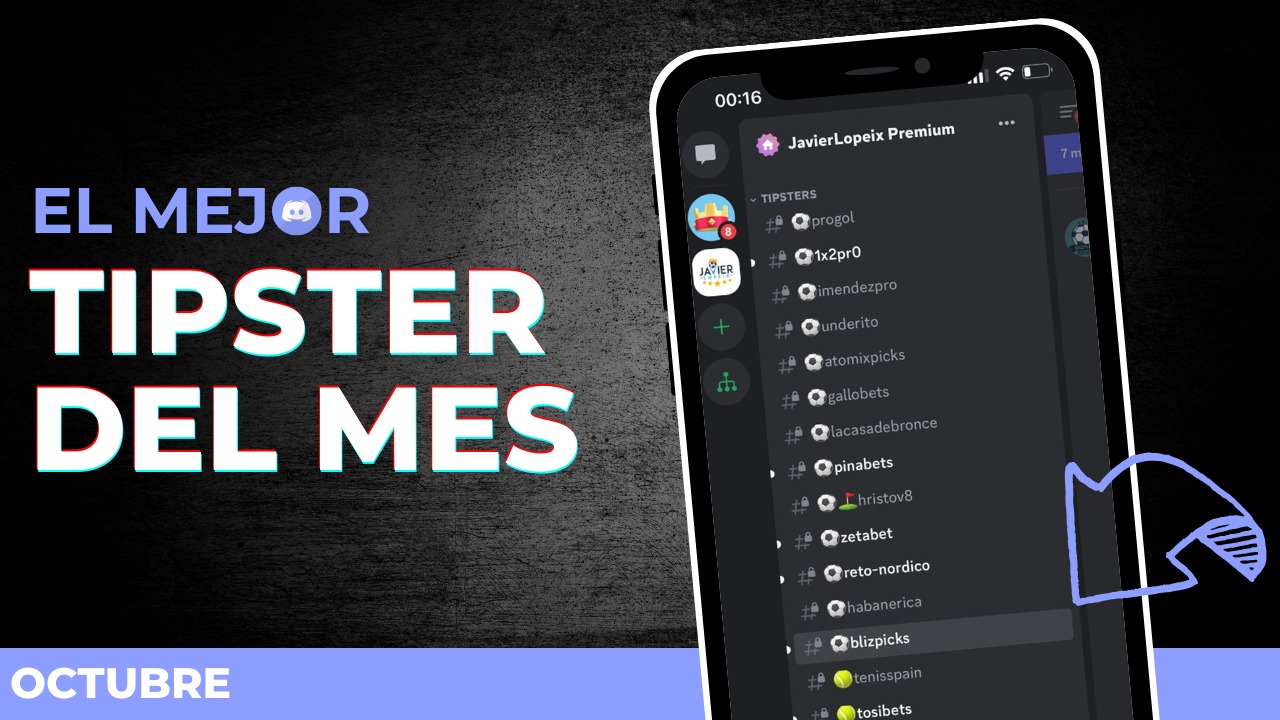 EL MEJOR
TIPSTER
DEL MES
OCTUBRE
00:16
JavierLopeix Premium
7 m
TIPSTERS
progol
8
1x2pr0
JAVIER
LOPEIX
imendezpro
underito
atomixpicks
gallobets
lacasadebronce
pinabets
hristov8
zetabet
reto-nordico
habanerica
blizpicks
tenisspain
tosibets